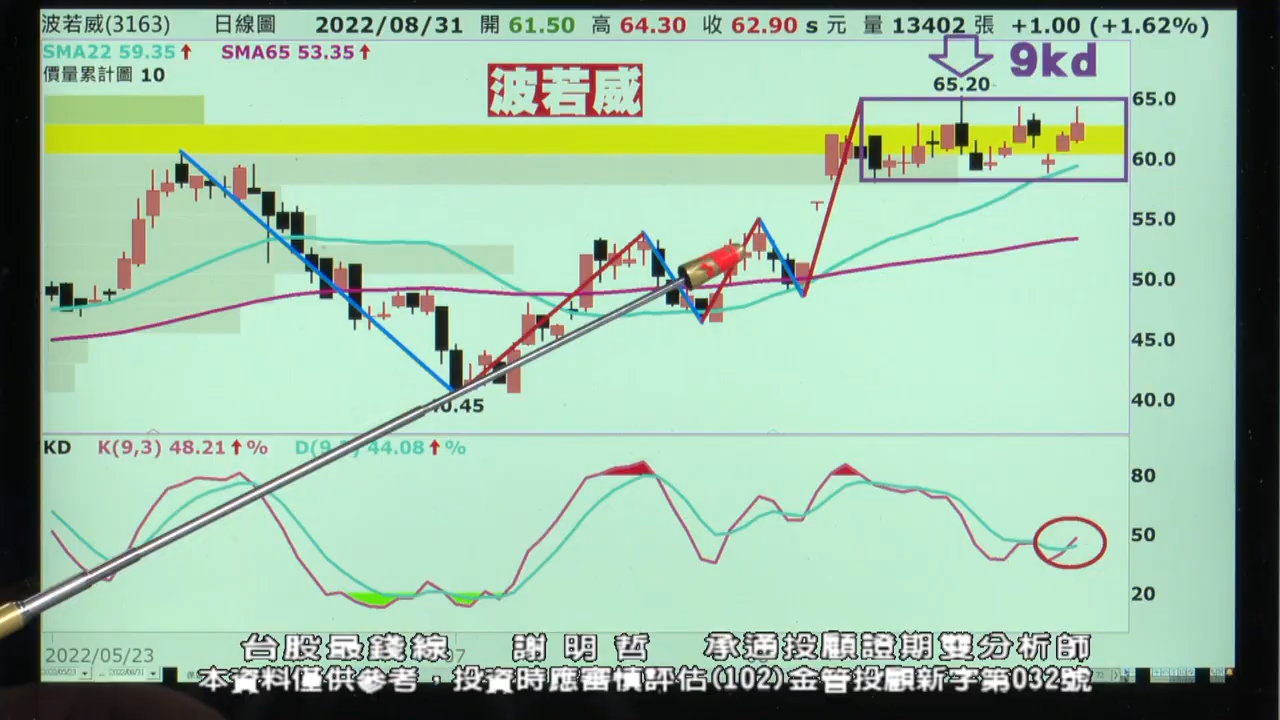 波若威(3163) 日線圖 2022/08/31 開 61.50 高 64.30 收 62.90 s 元 量 13402 張 +1.00 (+1.62%)
SMA22 59.35 SMA65 53.35
9kd
價量累計圖 10
波若威
65.20
65.0
60.0
55.0
50.0
45.0
40.0
40.45
KD K(9,3) 48.21 % D(9,3) 44.08 %
80
50
20
2022/05/23
台股最錢線 謝明哲 承通投顧證期雙分析師
本資料僅供參考，投資時應審慎評估(102)金管投顧新字第032號